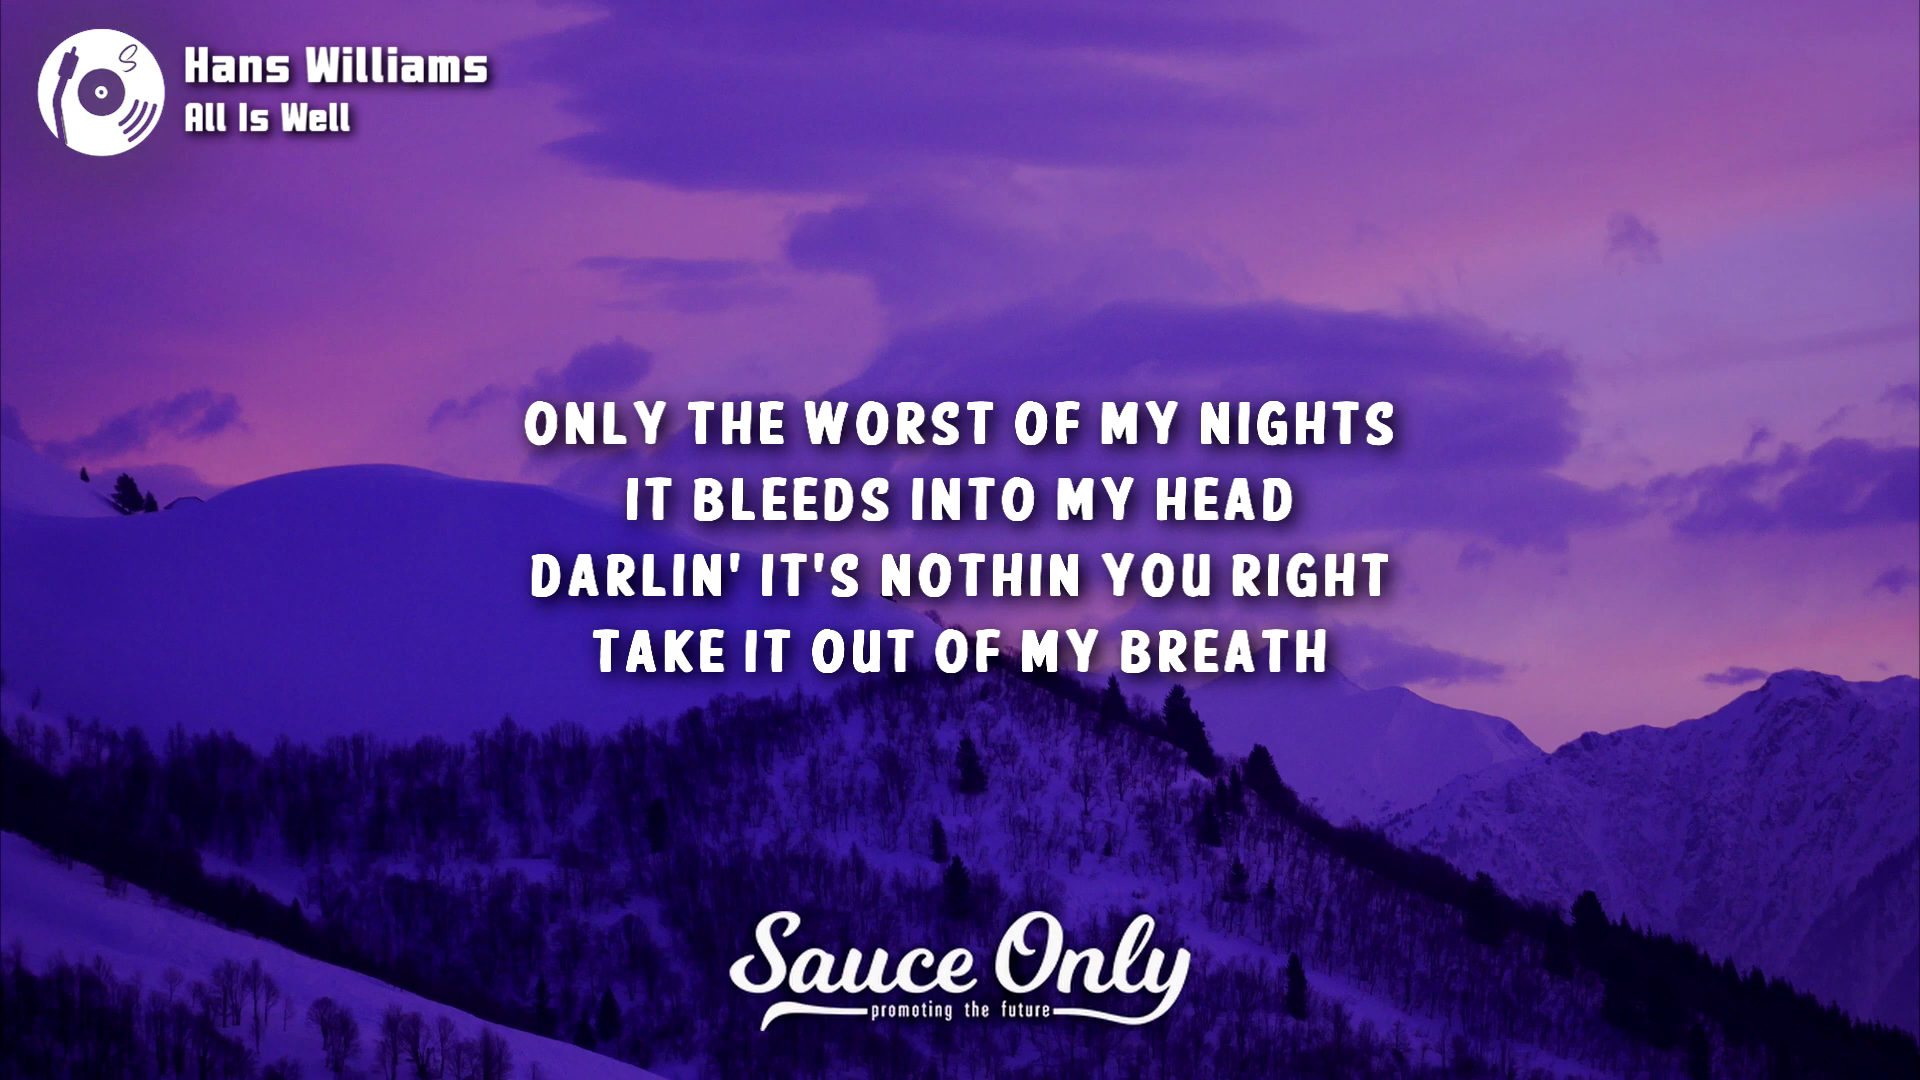 Hans Williams
All Is Well
ONLY THE WORST OF MY NIGHTS
IT BLEEDS INTO MY HEAD
DARLIN' IT'S NOTHIN YOU RIGHT
TAKE IT OUT OF MY BREATH
Sauce Only
promoting the future